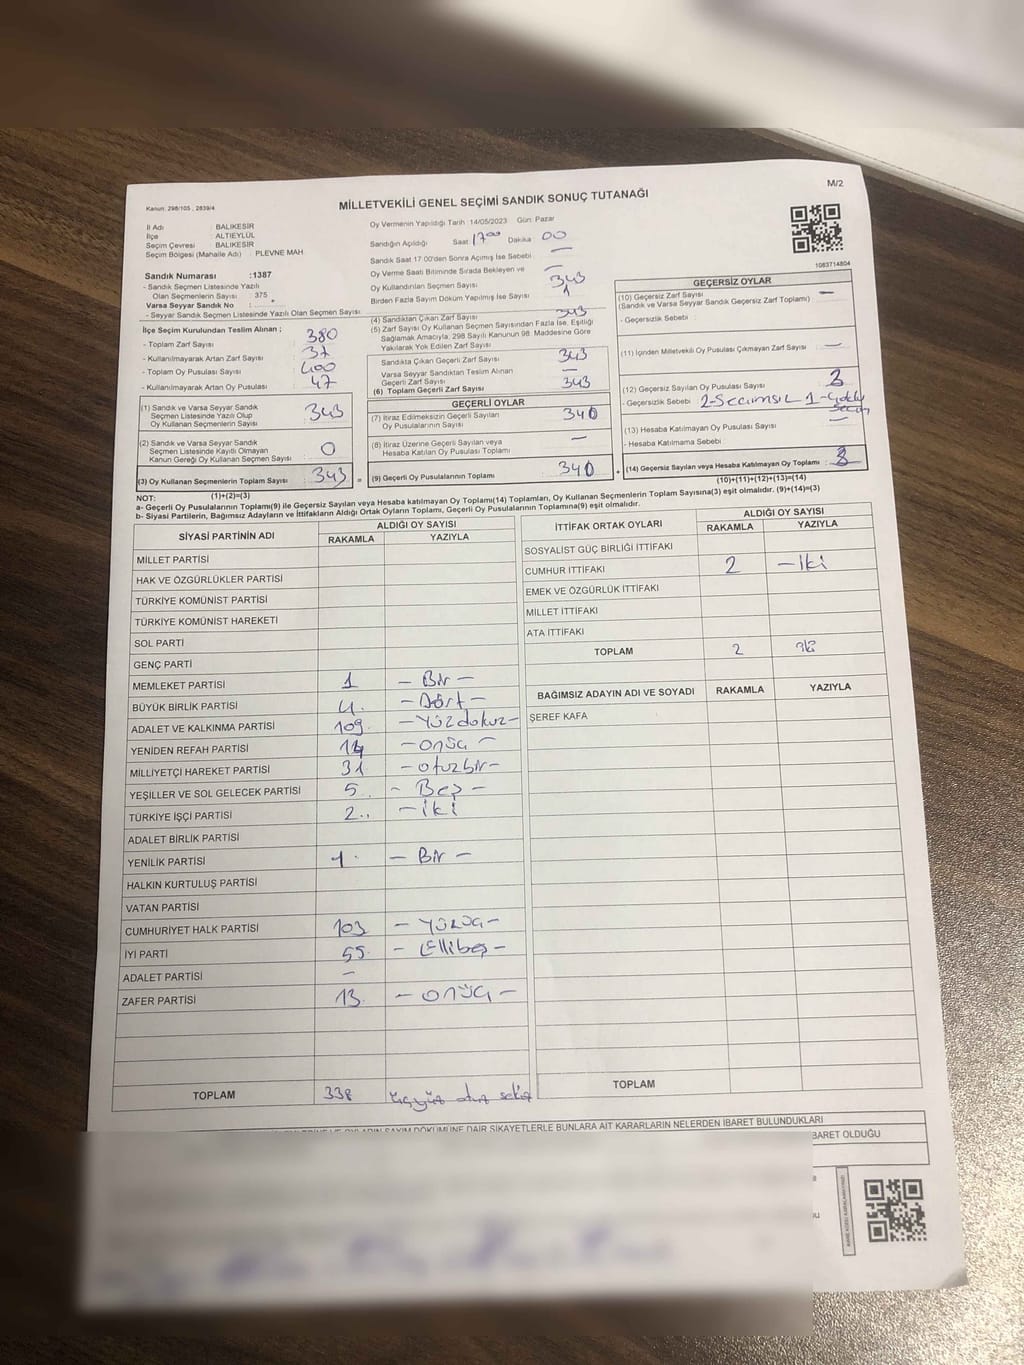 M/2
Kanun: 298/105 , 2839/4
MİLLETVEKİLİ GENEL SEÇİMİ SANDIK SONUÇ TUTANAĞI
İl Adı : BALIKESİR
İlçe : ALTIEYLÜL
Seçim Çevresi : BALIKESİR
Seçim Bölgesi (Mahalle Adı) : PLEVNE MAH
Sandık Numarası :1387
- Sandık Seçmen Listesinde Yazılı
Olan Seçmenlerin Sayısı : 375
Varsa Seyyar Sandık No :
- Seyyar Sandık Seçmen Listesinde Yazılı Olan Seçmen Sayısı
İlçe Seçim Kurulundan Teslim Alınan ;
- Toplam Zarf Sayısı : 380
- Kullanılmayarak Artan Zarf Sayısı : 37
- Toplam Oy Pusulası Sayısı : 400
- Kullanılmayarak Artan Oy Pusulası : 47
(1) Sandık ve Varsa Seyyar Sandık
Seçmen Listesinde Yazılı Olup
Oy Kullanan Seçmenlerin Sayısı : 343
(2) Sandık ve Varsa Seyyar Sandık
Seçmen Listesinde Kayıtlı Olmayan
Kanun Gereği Oy Kullanan Seçmen Sayısı : 0
(3) Oy Kullanan Seçmenlerin Toplam Sayısı : 343
(1)+(2)=(3)
Oy Vermenin Yapıldığı Tarih :14/05/2023 Gün: Pazar
Sandığın Açıldığı Saat 17:00 Dakika 00
Sandık Saat 17.00'den Sonra Açılmış İse Sebebi : —
Oy Verme Saati Bitiminde Sırada Bekleyen ve
Oy Kullandırılan Seçmen Sayısı : 343
Birden Fazla Sayım Döküm Yapılmış İse Sayısı : 1
(4) Sandıktan Çıkan Zarf Sayısı : 343
(5) Zarf Sayısı Oy Kullanan Seçmen Sayısından Fazla İse, Eşitliği
Sağlamak Amacıyla, 298 Sayılı Kanunun 98. Maddesine Göre
Yakılarak Yok Edilen Zarf Sayısı
Sandıkta Çıkan Geçerli Zarf Sayısı : 343
Varsa Seyyar Sandıktan Teslim Alınan
Geçerli Zarf Sayısı : —
(6) Toplam Geçerli Zarf Sayısı : 343
GEÇERLİ OYLAR
(7) İtiraz Edilmeksizin Geçerli Sayılan
Oy Pusulalarının Sayısı : 340
(8) İtiraz Üzerine Geçerli Sayılan veya
Hesaba Katılan Oy Pusulası Toplamı : —
(9) Geçerli Oy Pusulalarının Toplamı : 340
1083714804
GEÇERSİZ OYLAR
(10) Geçersiz Zarf Sayısı : —
(Sandık ve Varsa Seyyar Sandık Geçersiz Zarf Toplamı)
- Geçersizlik Sebebi :
(11) İçinden Milletvekili Oy Pusulası Çıkmayan Zarf Sayısı : —
(12) Geçersiz Sayılan Oy Pusulası Sayısı : 3
- Geçersizlik Sebebi : 2-Seçimsiz 1-Çoklu
Seçim
(13) Hesaba Katılmayan Oy Pusulası Sayısı : —
- Hesaba Katılmama Sebebi :
(14) Geçersiz Sayılan veya Hesaba Katılmayan Oy Toplamı : 3
(10)+(11)+(12)+(13)=(14)
NOT:
a- Geçerli Oy Pusulalarının Toplamı(9) ile Geçersiz Sayılan veya Hesaba katılmayan Oy Toplamı(14) Toplamları, Oy Kullanan Seçmenlerin Toplam Sayısına(3) eşit olmalıdır. (9)+(14)=(3)
b- Siyasi Partilerin, Bağımsız Adayların ve İttifakların Aldığı Ortak Oyların Toplamı, Geçerli Oy Pusulalarının Toplamına(9) eşit olmalıdır.
SİYASİ PARTİNİN ADI ALDIĞI OY SAYISI
RAKAMLA YAZIYLA
MİLLET PARTİSİ
HAK VE ÖZGÜRLÜKLER PARTİSİ
TÜRKİYE KOMÜNİST PARTİSİ
TÜRKİYE KOMÜNİST HAREKETİ
SOL PARTİ
GENÇ PARTİ
MEMLEKET PARTİSİ 1 — Bir —
BÜYÜK BİRLİK PARTİSİ 4. — Dört —
ADALET VE KALKINMA PARTİSİ 109. — Yüzdokuz —
YENİDEN REFAH PARTİSİ — onüç —
MİLLİYETÇİ HAREKET PARTİSİ 31 — otuzbir —
YEŞİLLER VE SOL GELECEK PARTİSİ 5. — Beş —
TÜRKİYE İŞÇİ PARTİSİ 2.. — iki
ADALET BİRLİK PARTİSİ
YENİLİK PARTİSİ 1. — Bir —
HALKIN KURTULUŞ PARTİSİ
VATAN PARTİSİ
CUMHURİYET HALK PARTİSİ 103 — Yüzüç —
İYİ PARTİ 55. — Ellibeş —
ADALET PARTİSİ —
ZAFER PARTİSİ 13. — onüç —
TOPLAM 338 üçyüz otuz sekiz
İTTİFAK ORTAK OYLARI ALDIĞI OY SAYISI
RAKAMLA YAZIYLA
SOSYALİST GÜÇ BİRLİĞİ İTTİFAKI
CUMHUR İTTİFAKI 2 — iki
EMEK VE ÖZGÜRLÜK İTTİFAKI
MİLLET İTTİFAKI
ATA İTTİFAKI
TOPLAM 2 iki
BAĞIMSIZ ADAYIN ADI VE SOYADI RAKAMLA YAZIYLA
ŞEREF KAFA
TOPLAM
OYLARIN SAYIM DÖKÜMÜNE DAİR ŞİKAYETLERLE BUNLARA AİT KARARLARIN NELERDEN İBARET BULUNDUKLARI
BARET OLDUĞU